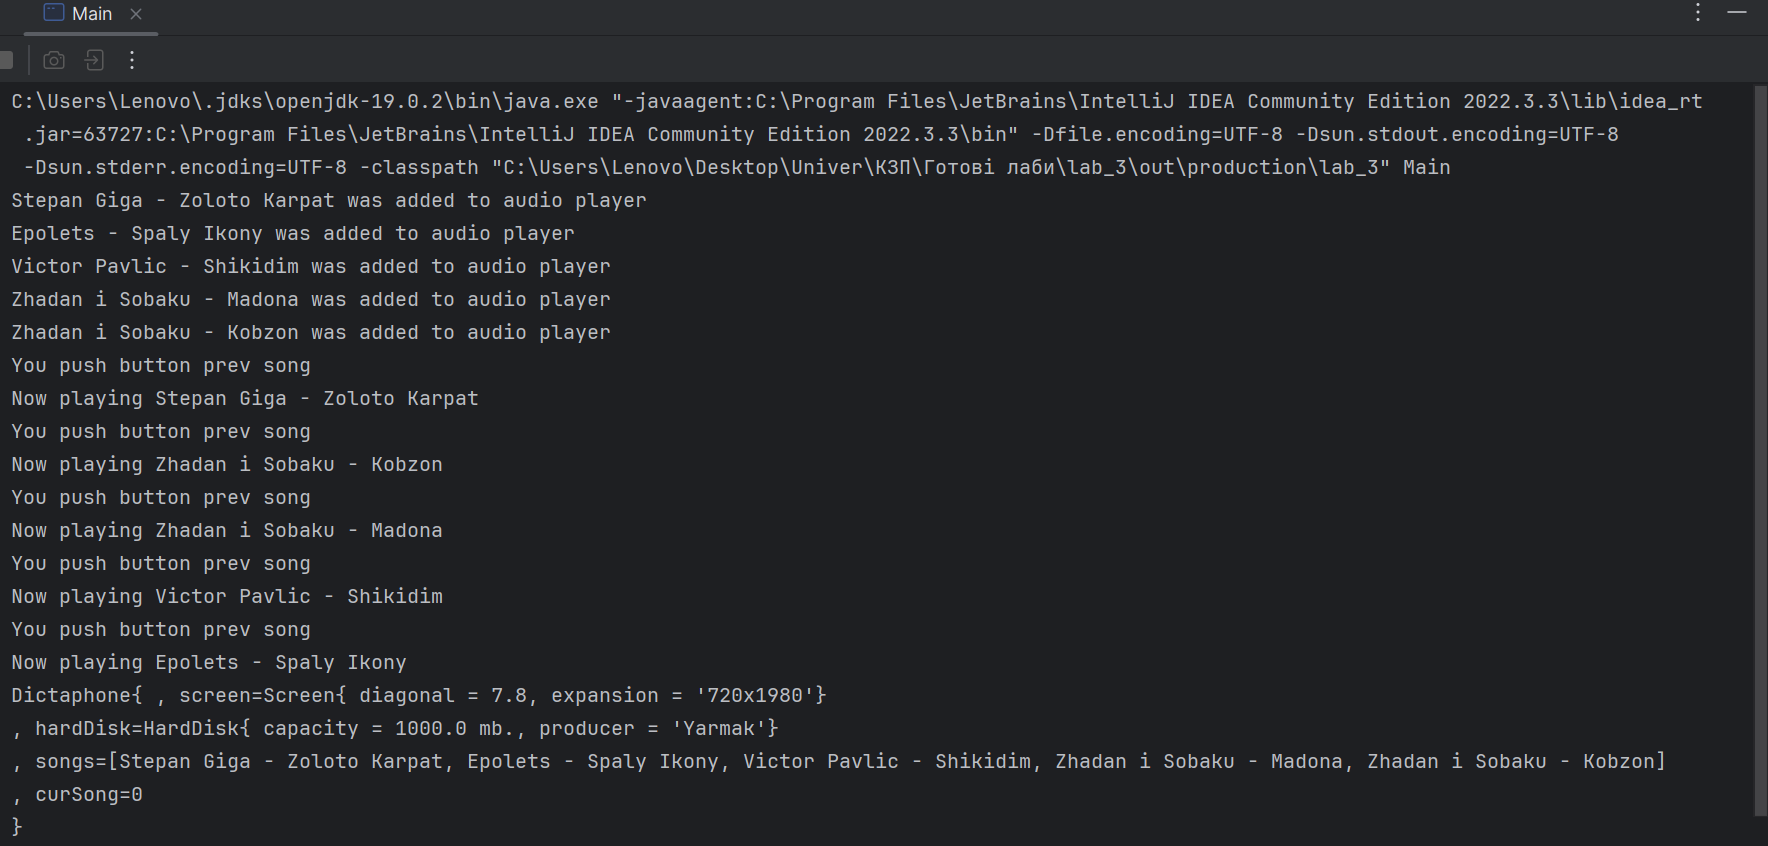 Main
C:\Users\Lenovo\.jdks\openjdk-19.0.2\bin\java.exe "-javaagent:C:\Program Files\JetBrains\IntelliJ IDEA Community Edition 2022.3.3\lib\idea_rt
.jar=63727:C:\Program Files\JetBrains\IntelliJ IDEA Community Edition 2022.3.3\bin" -Dfile.encoding=UTF-8 -Dsun.stdout.encoding=UTF-8
-Dsun.stderr.encoding=UTF-8 -classpath "C:\Users\Lenovo\Desktop\Univer\КЗП\Готові лаби\lab_3\out\production\lab_3" Main
Stepan Giga - Zoloto Karpat was added to audio player
Epolets - Spaly Ikony was added to audio player
Victor Pavlic - Shikidim was added to audio player
Zhadan i Sobaku - Madona was added to audio player
Zhadan i Sobaku - Kobzon was added to audio player
You push button prev song
Now playing Stepan Giga - Zoloto Karpat
You push button prev song
Now playing Zhadan i Sobaku - Kobzon
You push button prev song
Now playing Zhadan i Sobaku - Madona
You push button prev song
Now playing Victor Pavlic - Shikidim
You push button prev song
Now playing Epolets - Spaly Ikony
Dictaphone{ , screen=Screen{ diagonal = 7.8, expansion = '720x1980'}
, hardDisk=HardDisk{ capacity = 1000.0 mb., producer = 'Yarmak'}
, songs=[Stepan Giga - Zoloto Karpat, Epolets - Spaly Ikony, Victor Pavlic - Shikidim, Zhadan i Sobaku - Madona, Zhadan i Sobaku - Kobzon]
, curSong=0
}